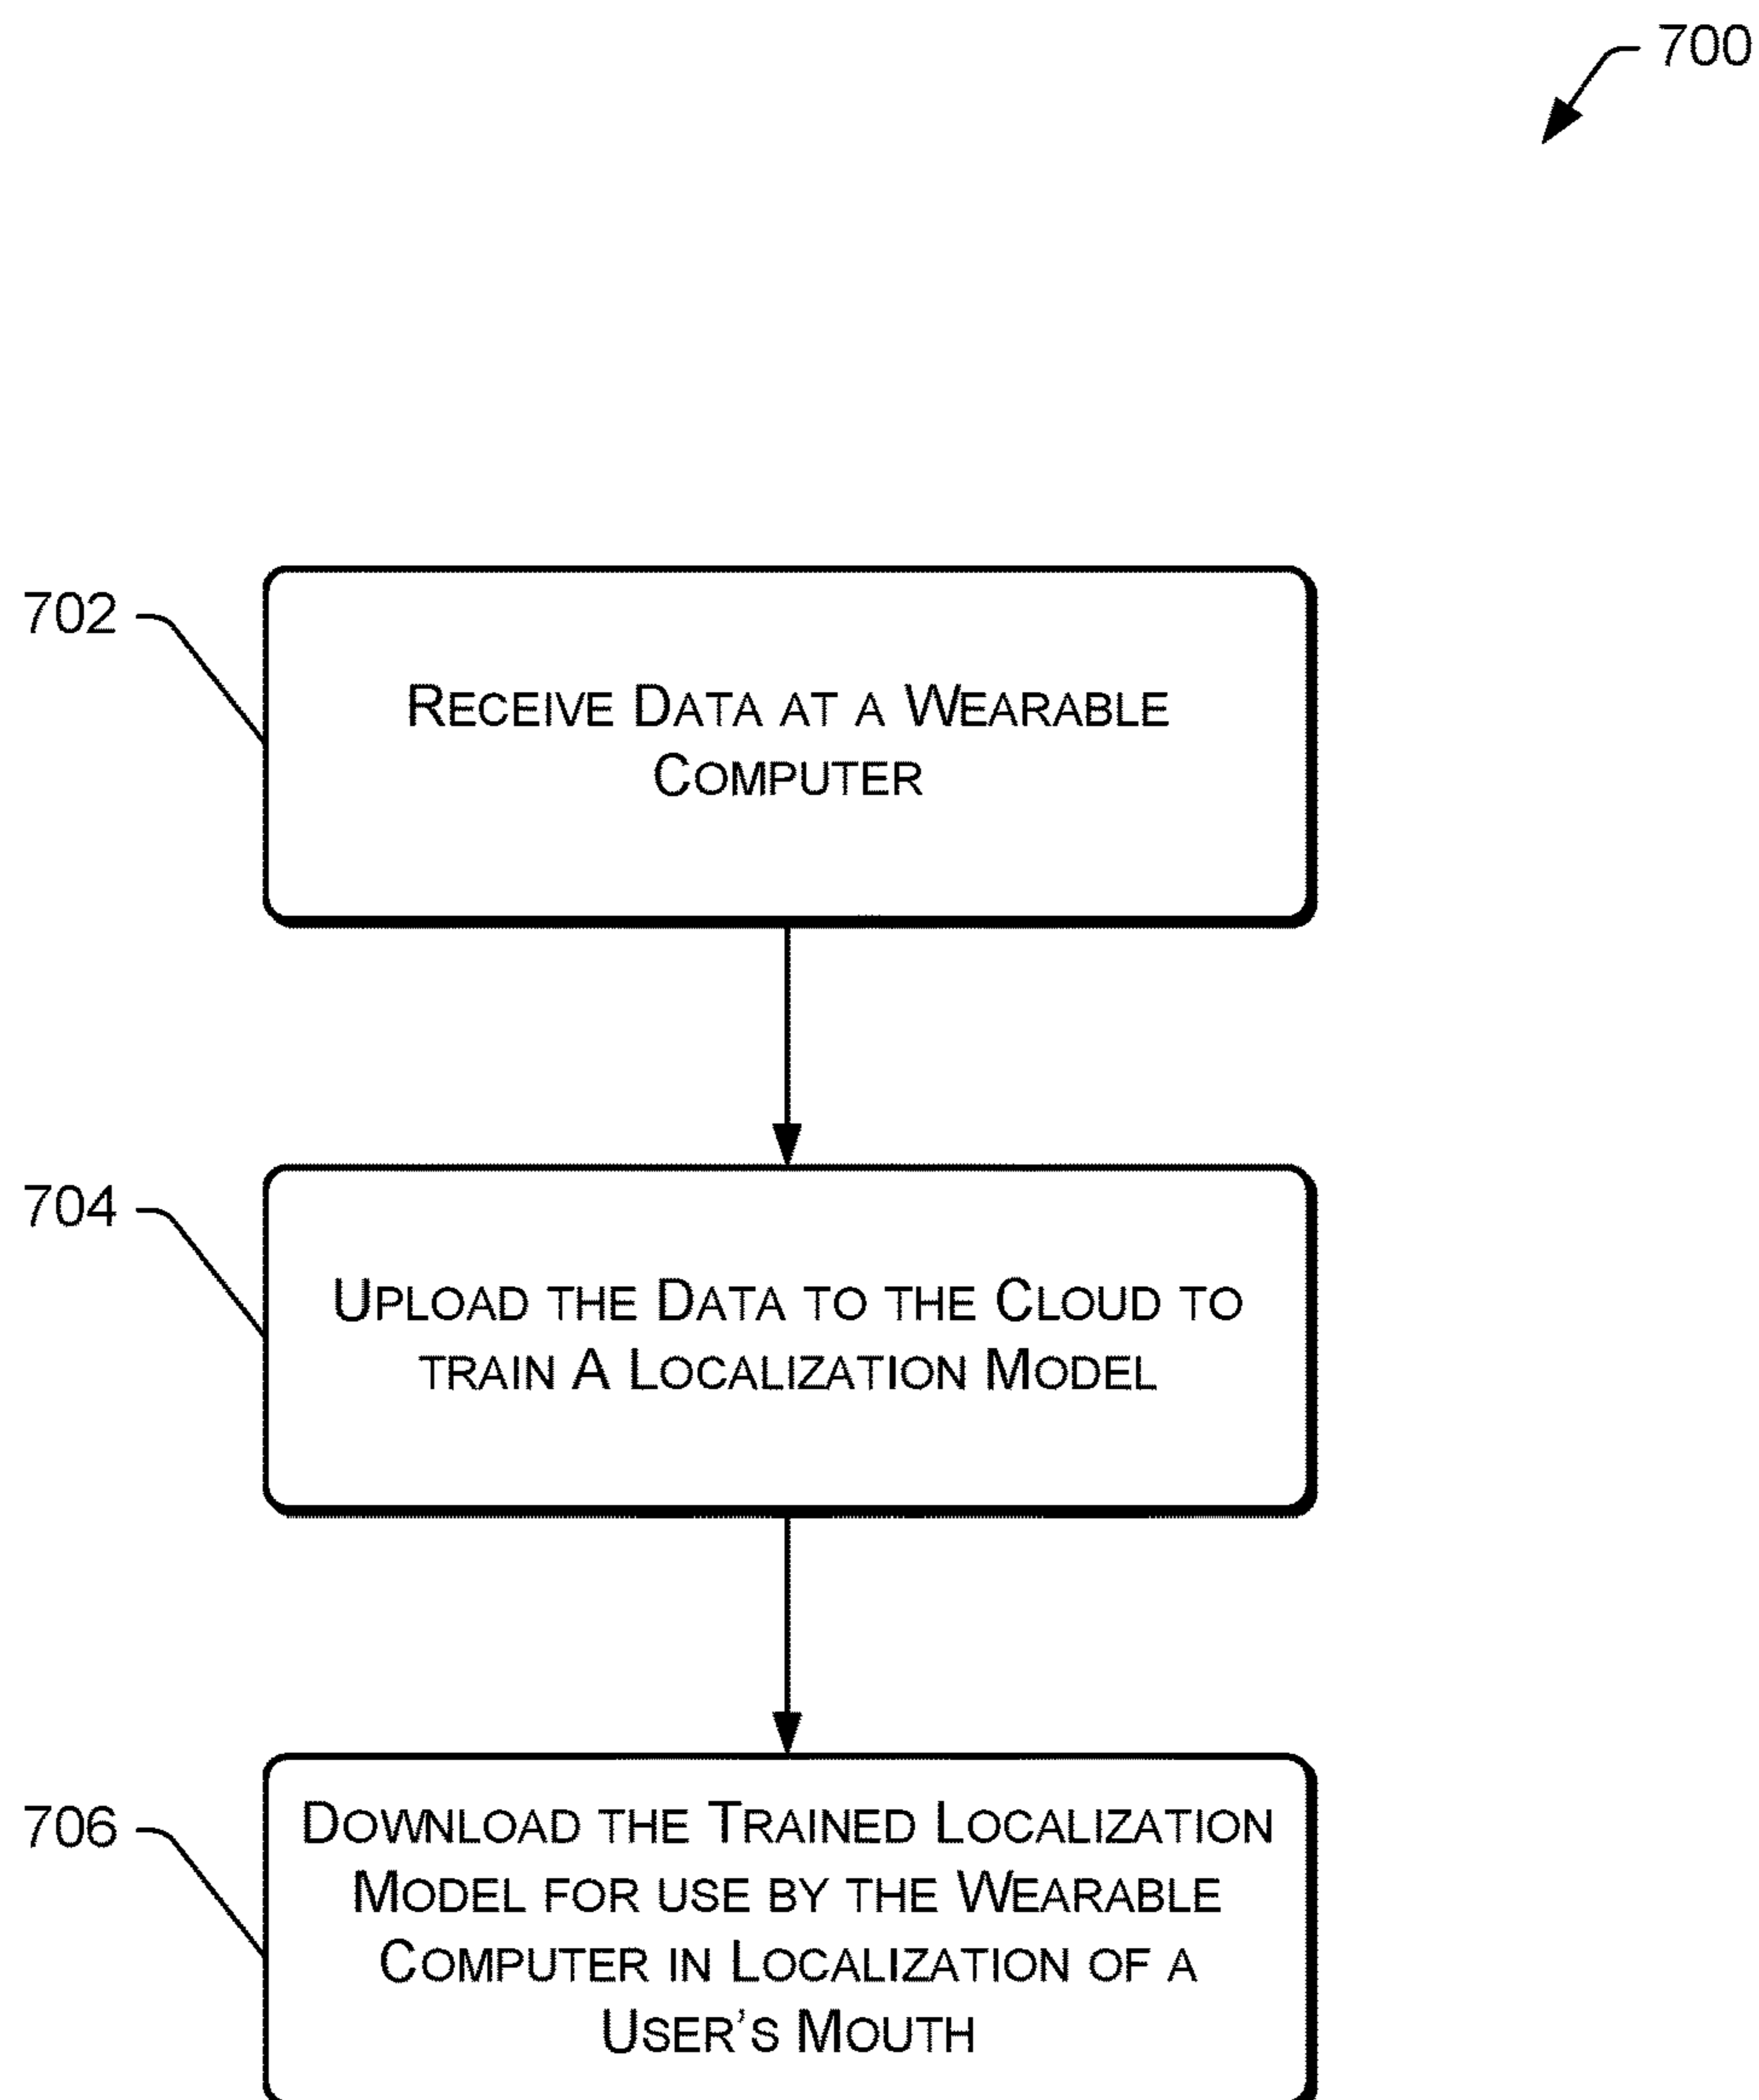 700
702
RECEIVE DATA AT A WEARABLE
COMPUTER
704
UPLOAD THE DATA TO THE CLOUD TO
TRAIN A LOCALIZATION MODEL
706
DOWNLOAD THE TRAINED LOCALIZATION
MODEL FOR USE BY THE WEARABLE
COMPUTER IN LOCALIZATION OF A
USER'S MOUTH